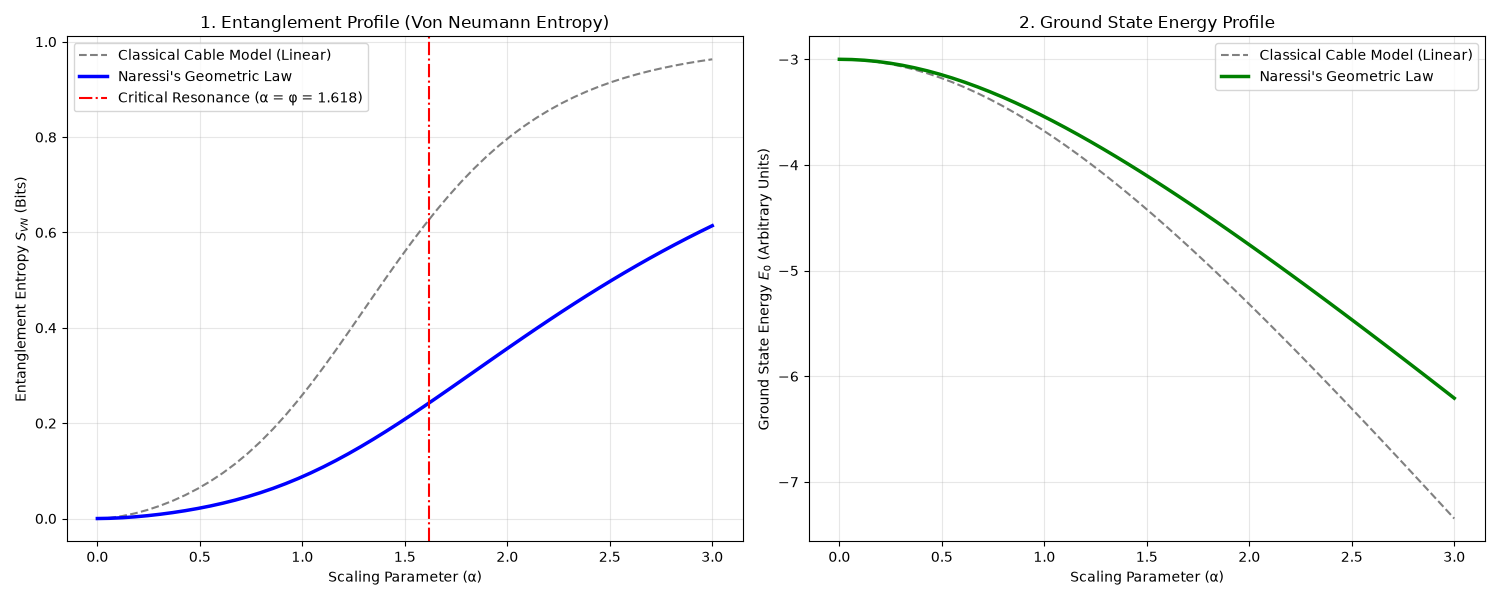 1. Entanglement Profile (Von Neumann Entropy)
Classical Cable Model (Linear)
Naressi's Geometric Law
Critical Resonance (α = φ = 1.618)
Entanglement Entropy S_VN (Bits)
1.0
0.8
0.6
0.4
0.2
0.0
0.0 0.5 1.0 1.5 2.0 2.5 3.0
Scaling Parameter (α)
2. Ground State Energy Profile
Classical Cable Model (Linear)
Naressi's Geometric Law
Ground State Energy E_0 (Arbitrary Units)
−3
−4
−5
−6
−7
0.0 0.5 1.0 1.5 2.0 2.5 3.0
Scaling Parameter (α)